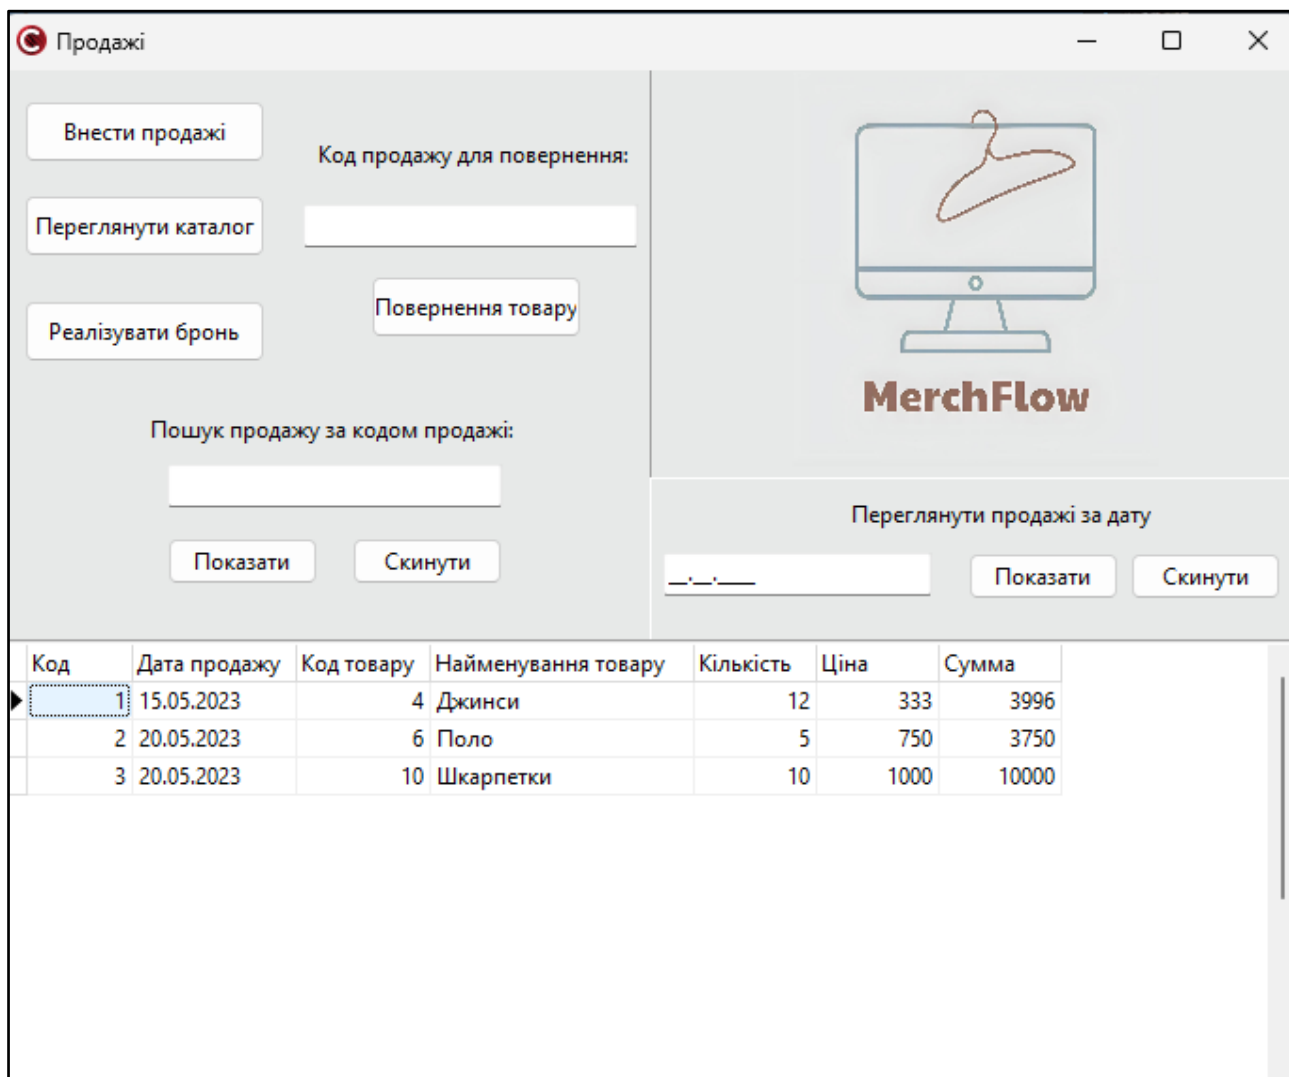 Продажі
Внести продажі
Код продажу для повернення:
Переглянути каталог
Повернення товару
Реалізувати бронь
MerchFlow
Пошук продажу за кодом продажі:
Показати Скинути
Переглянути продажі за дату
__.__.____ Показати Скинути
Код Дата продажу Код товару Найменування товару Кількість Ціна Сумма
1 15.05.2023 4 Джинси 12 333 3996
2 20.05.2023 6 Поло 5 750 3750
3 20.05.2023 10 Шкарпетки 10 1000 10000